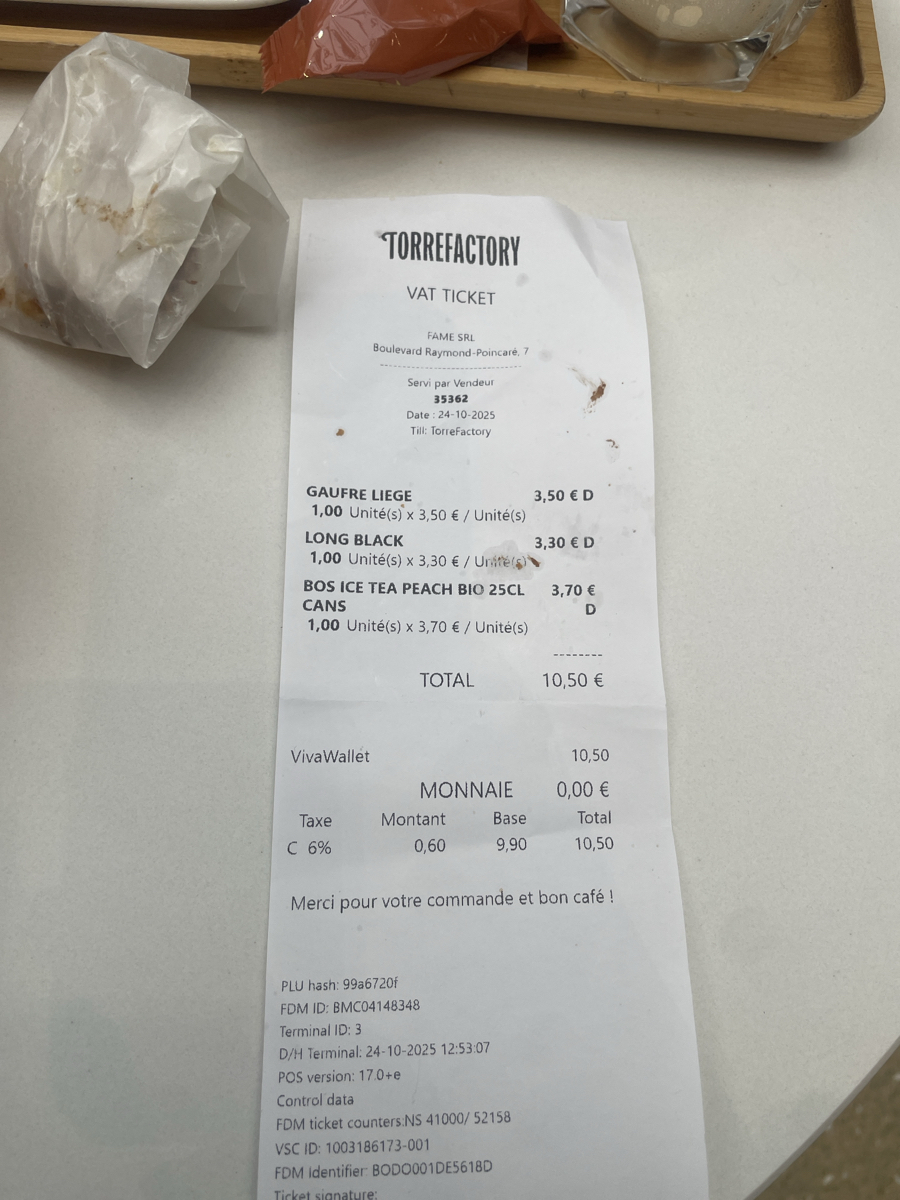 TORREFACTORY
VAT TICKET
FAME SRL
Boulevard Raymond-Poincaré, 7
--------------------------------
Servi par Vendeur
35362
Date : 24-10-2025
Till: TorreFactory
GAUFRE LIEGE 3,50 € D
1,00 Unité(s) x 3,50 € / Unité(s)
LONG BLACK 3,30 € D
1,00 Unité(s) x 3,30 € / Unité(s)
BOS ICE TEA PEACH BIO 25CL 3,70 €
CANS D
1,00 Unité(s) x 3,70 € / Unité(s)
--------
TOTAL 10,50 €
VivaWallet 10,50
MONNAIE 0,00 €
Taxe Montant Base Total
C 6% 0,60 9,90 10,50
Merci pour votre commande et bon café !
PLU hash: 99a6720f
FDM ID: BMC04148348
Terminal ID: 3
D/H Terminal: 24-10-2025 12:53:07
POS version: 17.0+e
Control data
FDM ticket counters:NS 41000/ 52158
VSC ID: 1003186173-001
FDM Identifier: BODO001DE5618D
Ticket signature: